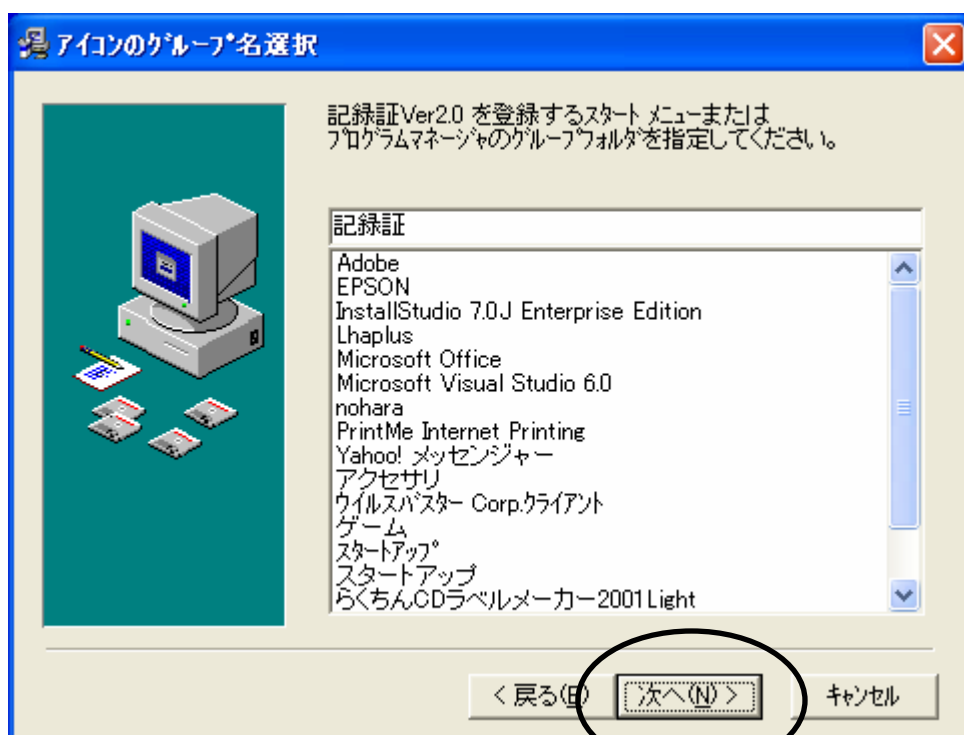 アイコンのグループ名選択
記録証Ver2.0 を登録するスタート メニューまたは
プログラムマネージャのグループフォルダを指定してください。
記録証
Adobe
EPSON
InstallStudio 7.0J Enterprise Edition
Lhaplus
Microsoft Office
Microsoft Visual Studio 6.0
nohara
PrintMe Internet Printing
Yahoo! メッセンジャー
アクセサリ
ウイルスバスター Corp.クライアント
ゲーム
スタートアップ
スタートアップ
らくちんCDラベルメーカー2001Light
< 戻る(B)
次へ(N) >
キャンセル